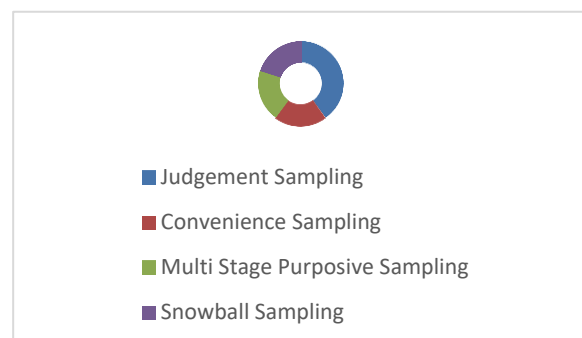 Judgement Sampling
Convenience Sampling
Multi Stage Purposive Sampling
Snowball Sampling